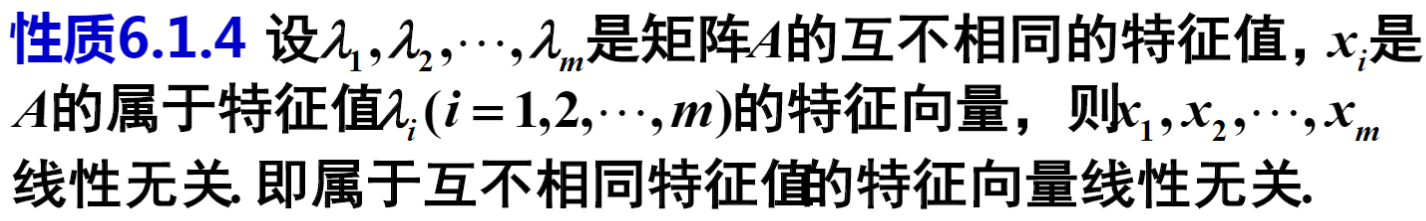 性质6.1.4 设λ₁,λ₂,⋯,λₘ是矩阵A的互不相同的特征值, xᵢ是
A的属于特征值λᵢ(i = 1,2,⋯,m)的特征向量，则x₁,x₂,⋯,xₘ
线性无关. 即属于互不相同特征值的特征向量线性无关.